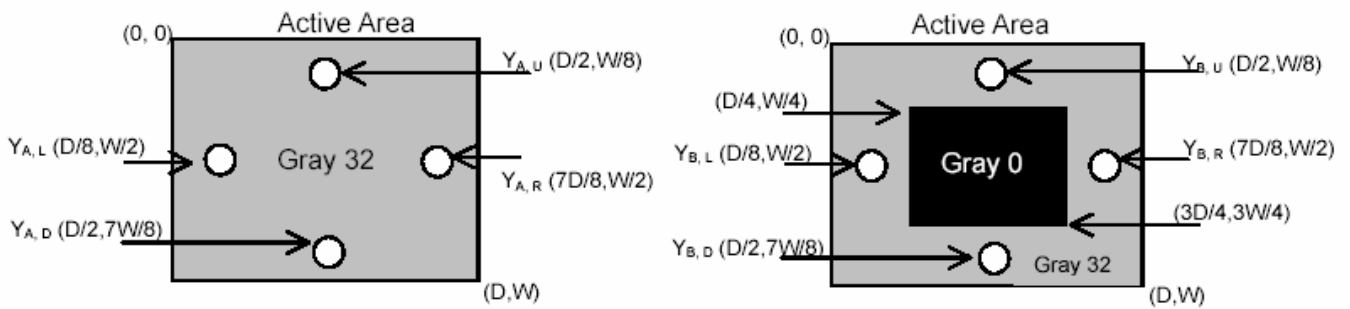 Active Area
(0, 0)
YA, U (D/2,W/8)
YA, L (D/8,W/2)
Gray 32
YA, R (7D/8,W/2)
YA, D (D/2,7W/8)
(D,W)
Active Area
(0, 0)
YB, U (D/2,W/8)
(D/4,W/4)
YB, L (D/8,W/2)
Gray 0
YB, R (7D/8,W/2)
(3D/4,3W/4)
YB, D (D/2,7W/8)
Gray 32
(D,W)